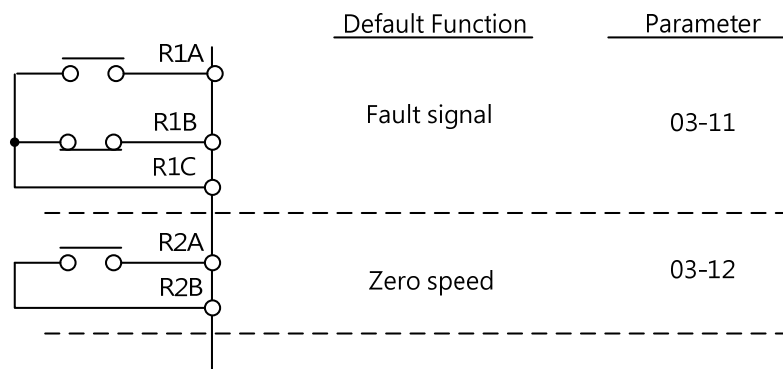 Default Function Parameter
R1A
Fault signal 03-11
R1B
R1C
R2A
Zero speed 03-12
R2B